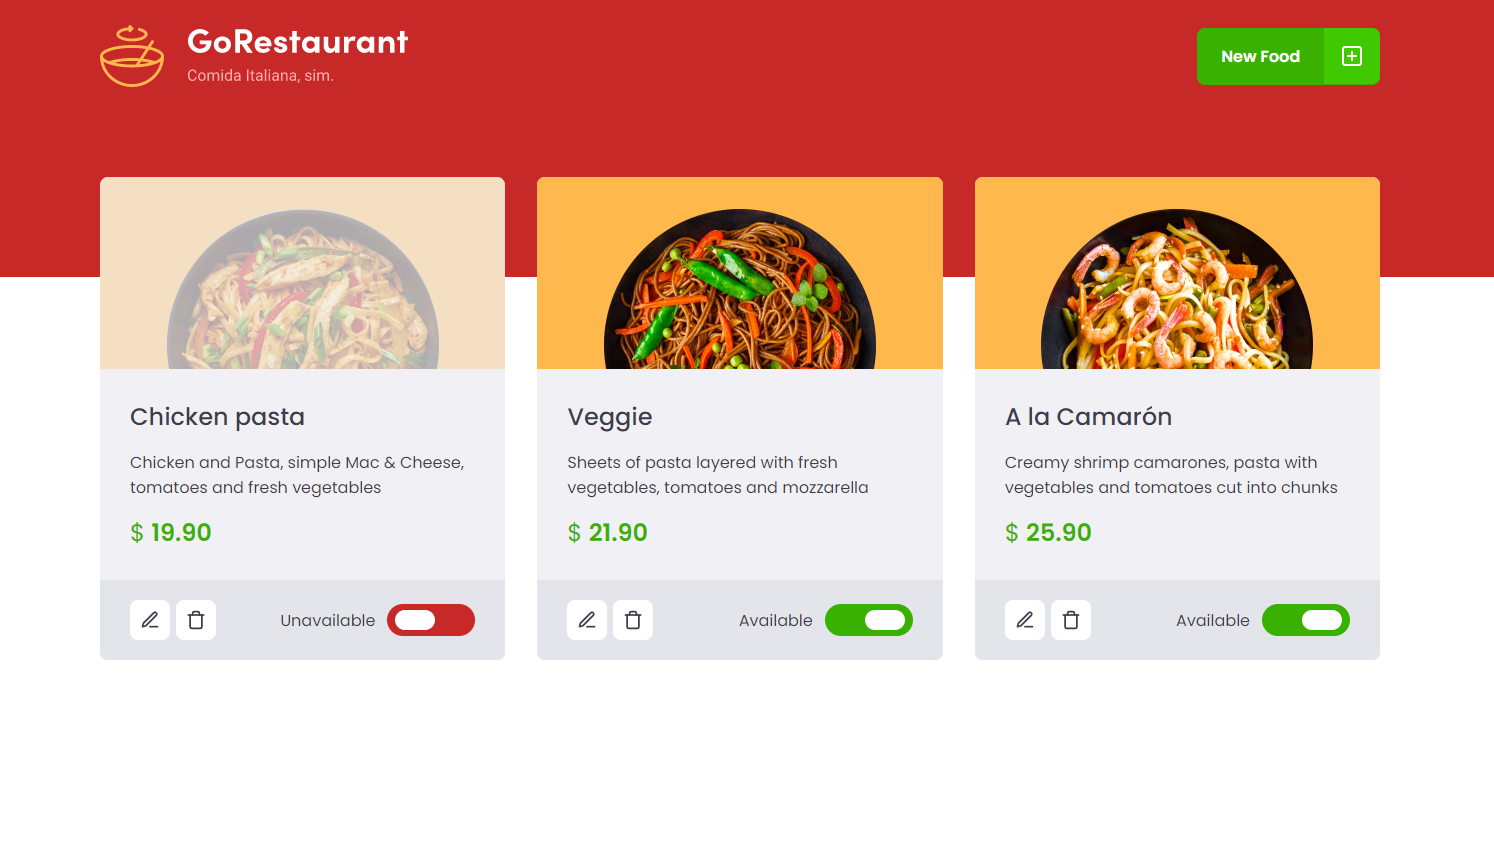 GoRestaurant
Comida Italiana, sim.
New Food
Chicken pasta
Chicken and Pasta, simple Mac & Cheese,
tomatoes and fresh vegetables
$ 19.90
Unavailable
Veggie
Sheets of pasta layered with fresh
vegetables, tomatoes and mozzarella
$ 21.90
Available
A la Camarón
Creamy shrimp camarones, pasta with
vegetables and tomatoes cut into chunks
$ 25.90
Available